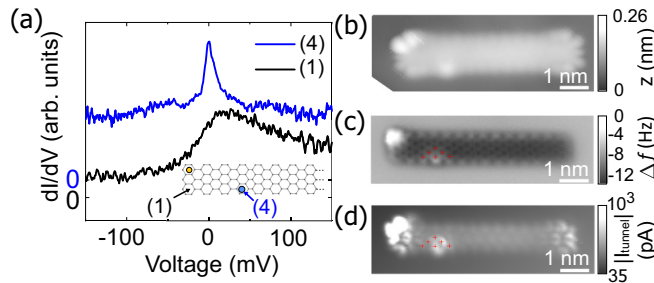 (a)
dI/dV (arb. units)
(4)
(1)
0
0
(1)
(4)
-100
0
100
Voltage (mV)
(b)
1 nm
0.26
0
z (nm)
(c)
1 nm
0
-4
-8
-12
Δf (Hz)
(d)
1 nm
10³
35
|I_tunnel|
(pA)